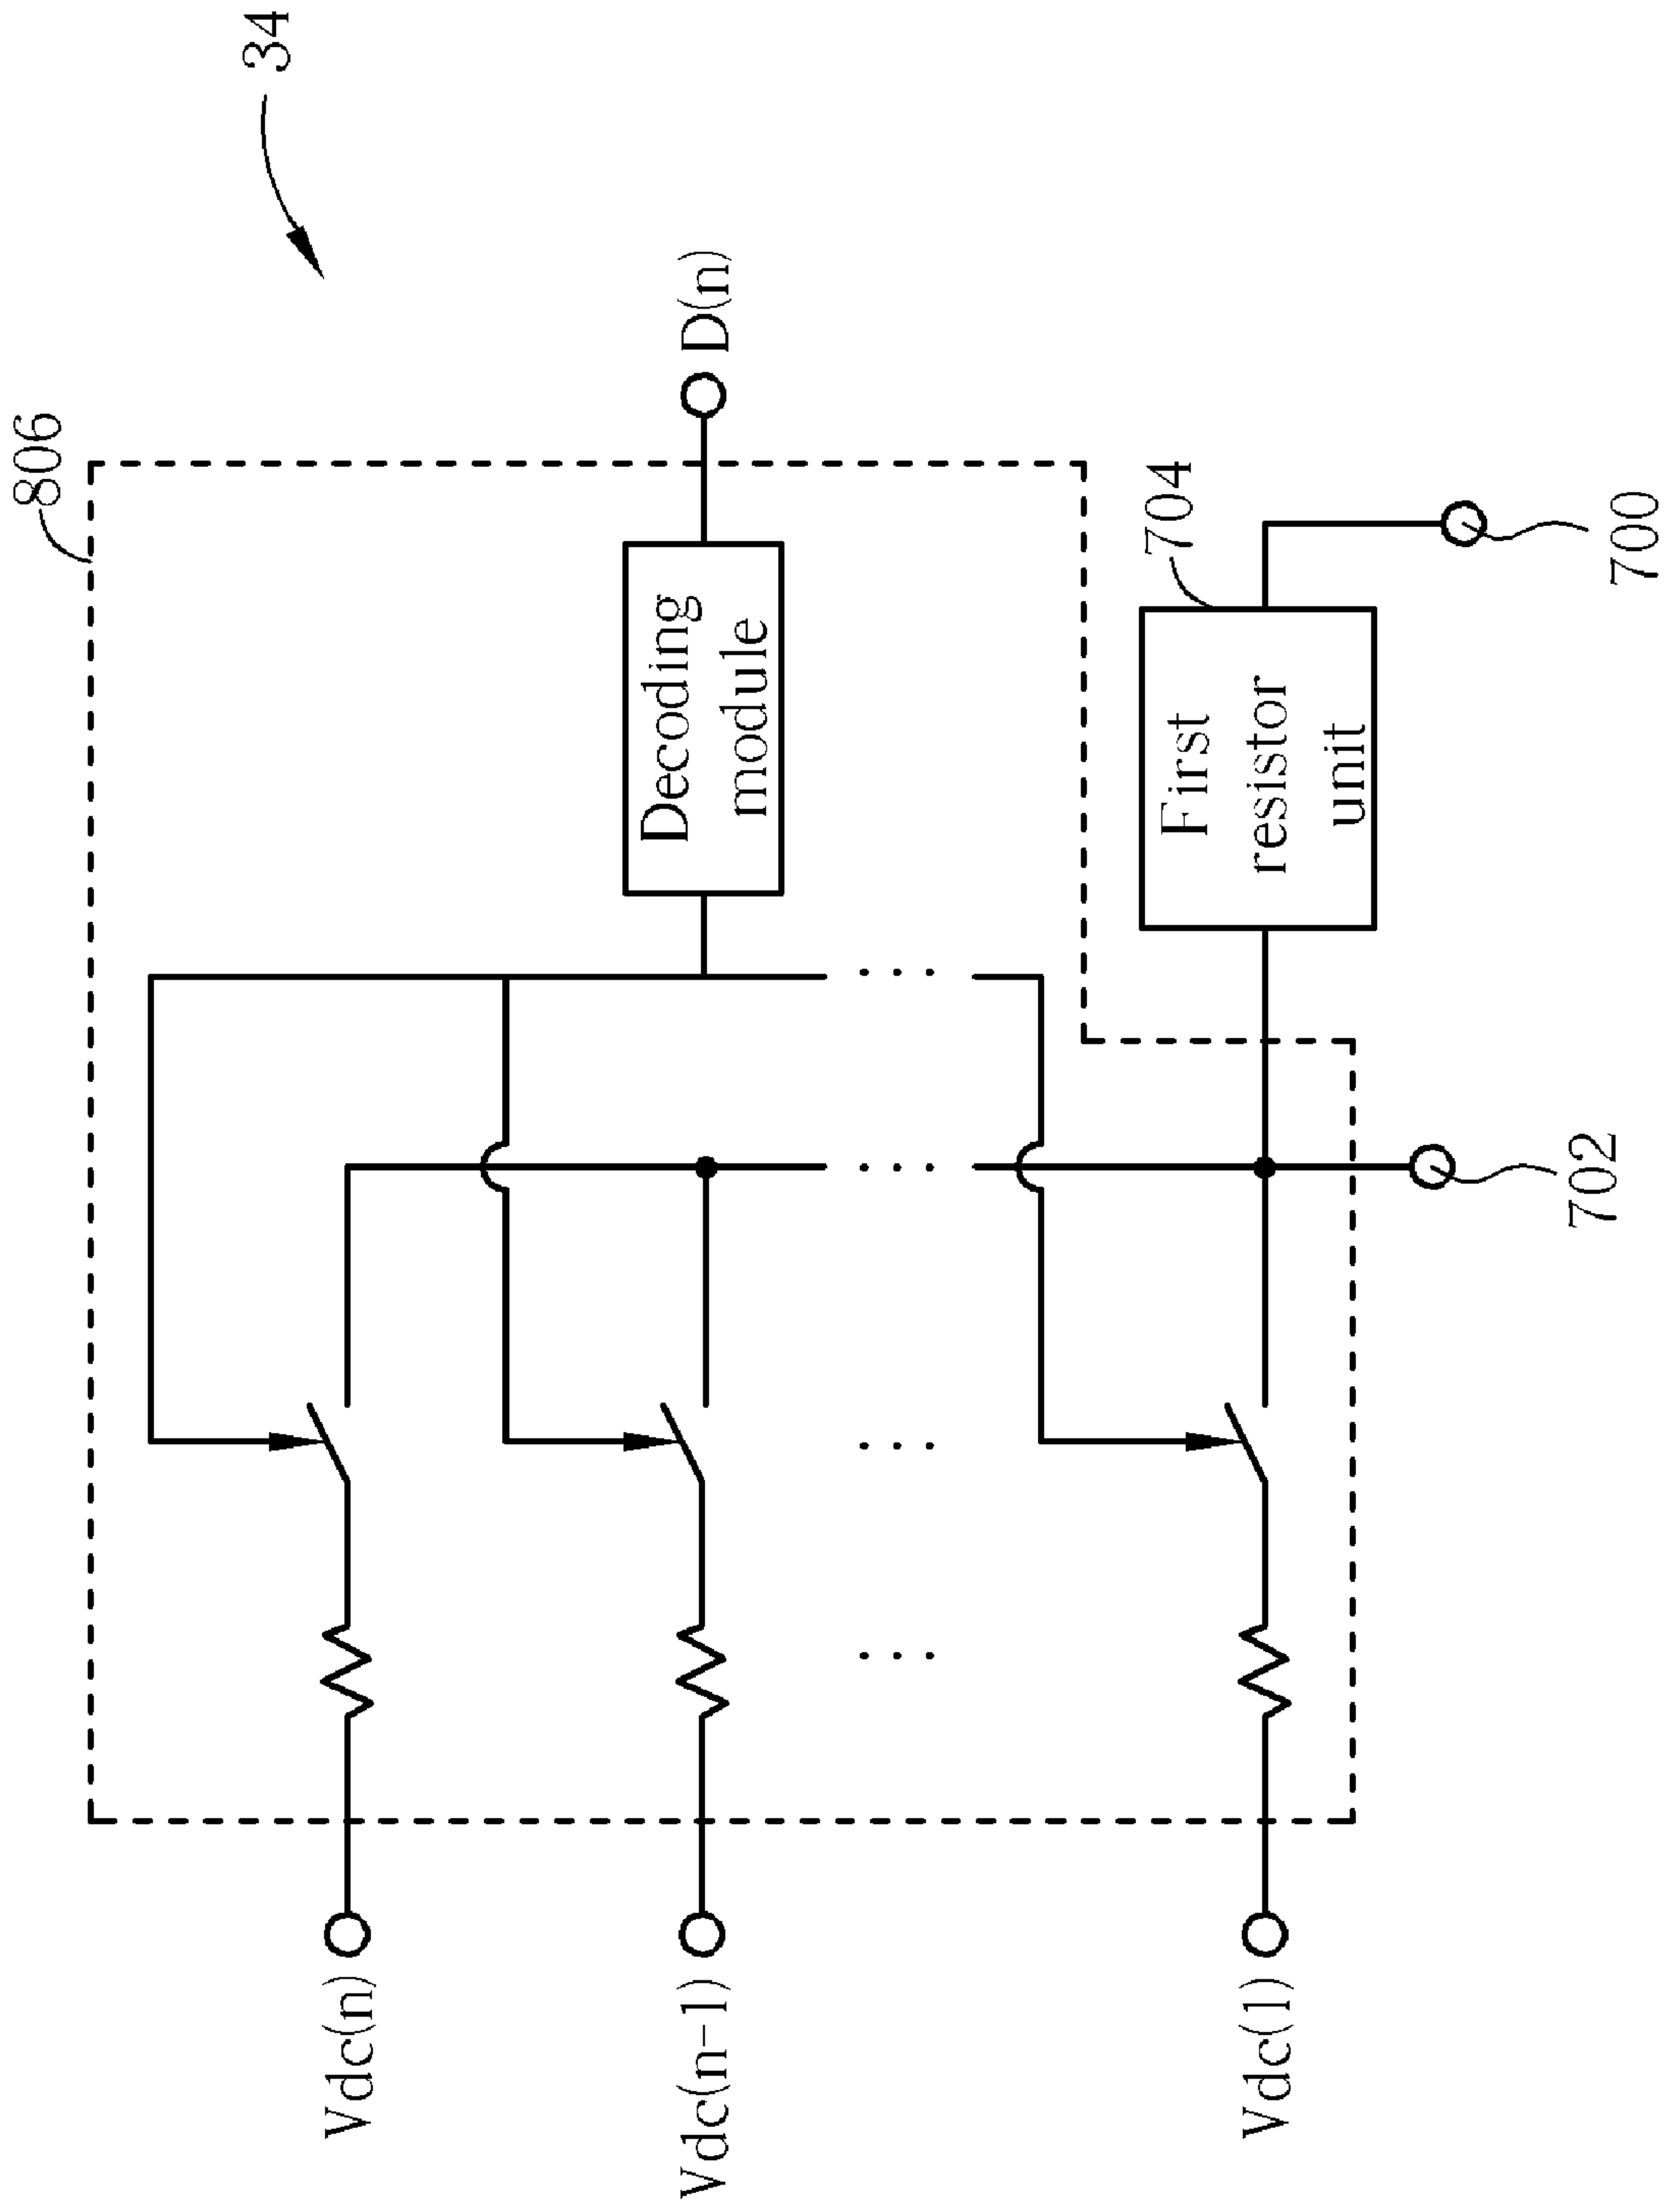 34
806
D(n)
Decoding
module
704
First
resistor
unit
700
702
Vdc(n)
Vdc(n-1)
Vdc(1)
· · ·
· · ·
· · ·
· · ·